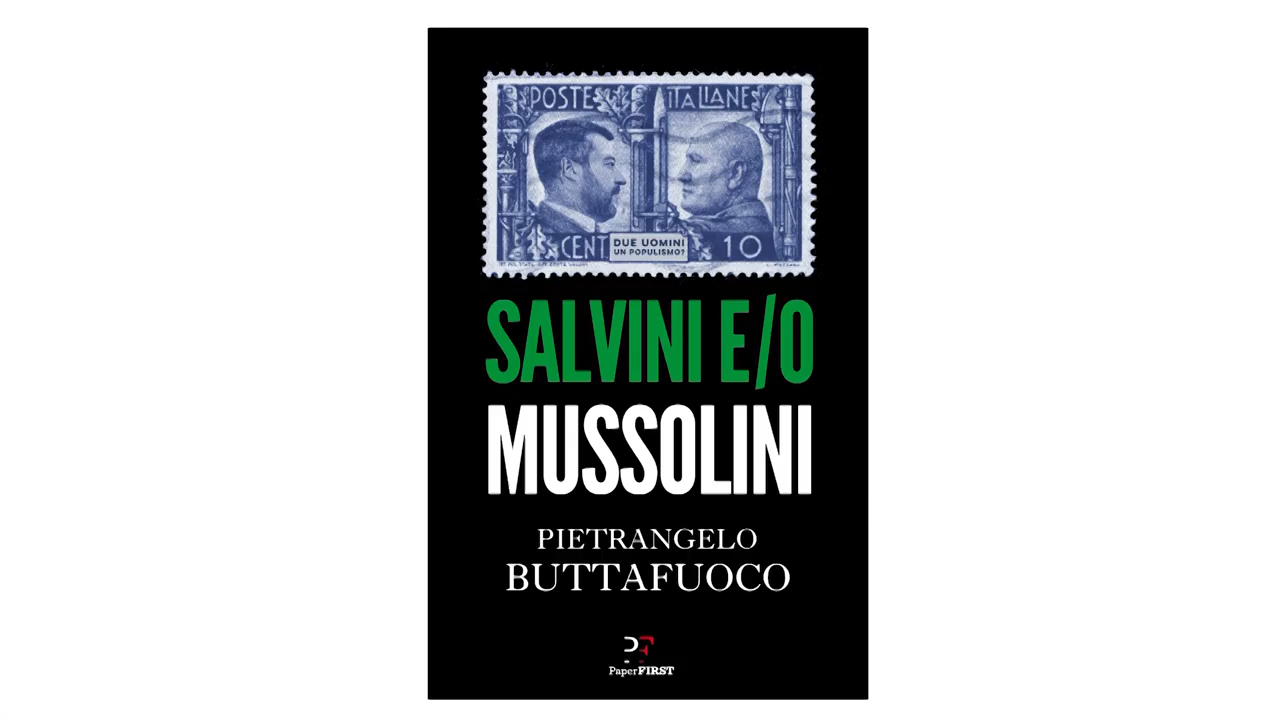 POSTE ITALIANE
CENT 10
DUE UOMINI
UN POPULISMO?
SALVINI E/O
MUSSOLINI
PIETRANGELO
BUTTAFUOCO
PF
PaperFIRST